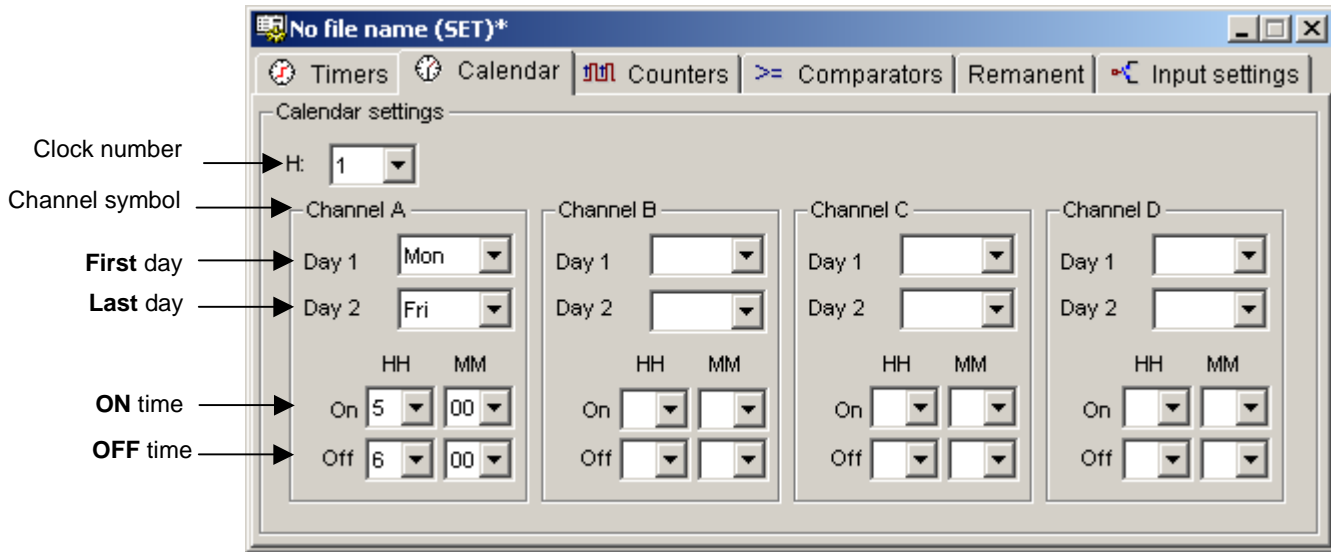 No file name (SET)*
Timers Calendar Counters >= Comparators Remanent Input settings
Calendar settings
Clock number H: 1
Channel symbol Channel A Channel B Channel C Channel D
First day Day 1 Mon Day 1 Day 1 Day 1
Last day Day 2 Fri Day 2 Day 2 Day 2
HH MM HH MM HH MM HH MM
ON time On 5 00 On On On
OFF time Off 6 00 Off Off Off